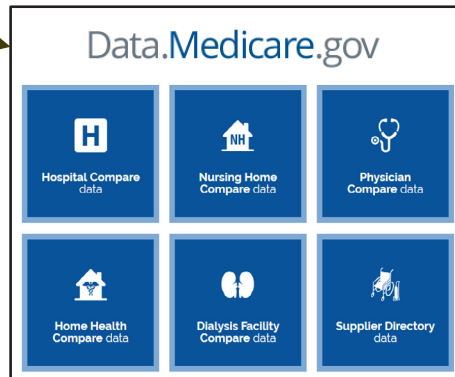 Data.Medicare.gov
H
NH
Hospital Compare
data
Nursing Home
Compare data
Physician
Compare data
Home Health
Compare data
Dialysis Facility
Compare data
Supplier Directory
data